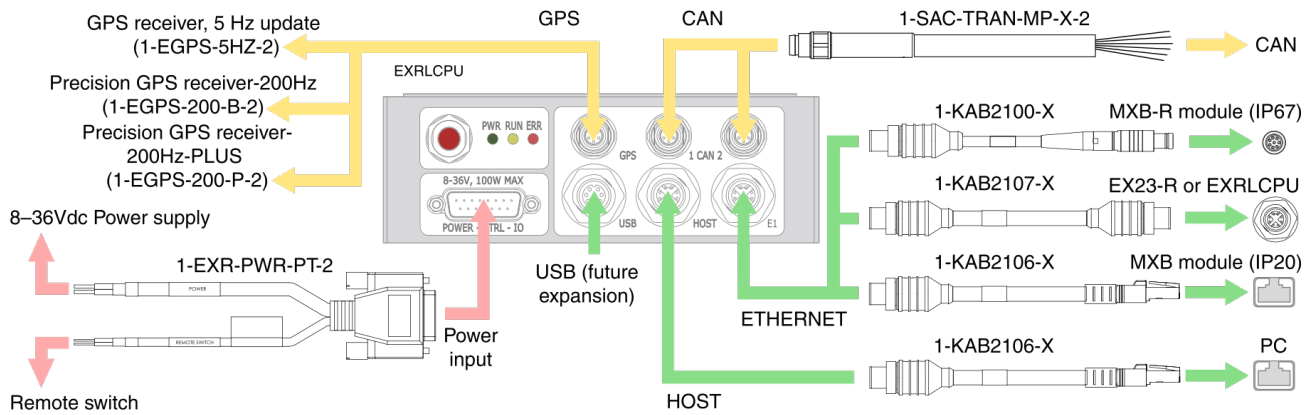 GPS receiver, 5 Hz update
(1-EGPS-5HZ-2)
Precision GPS receiver-200Hz
(1-EGPS-200-B-2)
Precision GPS receiver-
200Hz-PLUS
(1-EGPS-200-P-2)
8–36Vdc Power supply
1-EXR-PWR-PT-2
POWER
REMOTE SWITCH
Remote switch
Power
input
GPS
CAN
1-SAC-TRAN-MP-X-2
CAN
EXRLCPU
PWR RUN ERR
8-36V, 100W MAX
POWER - CTRL - IO
GPS
1 CAN 2
USB
HOST
E1
USB (future
expansion)
ETHERNET
HOST
1-KAB2100-X
MXB-R module (IP67)
1-KAB2107-X
EX23-R or EXRLCPU
1-KAB2106-X
MXB module (IP20)
1-KAB2106-X
PC